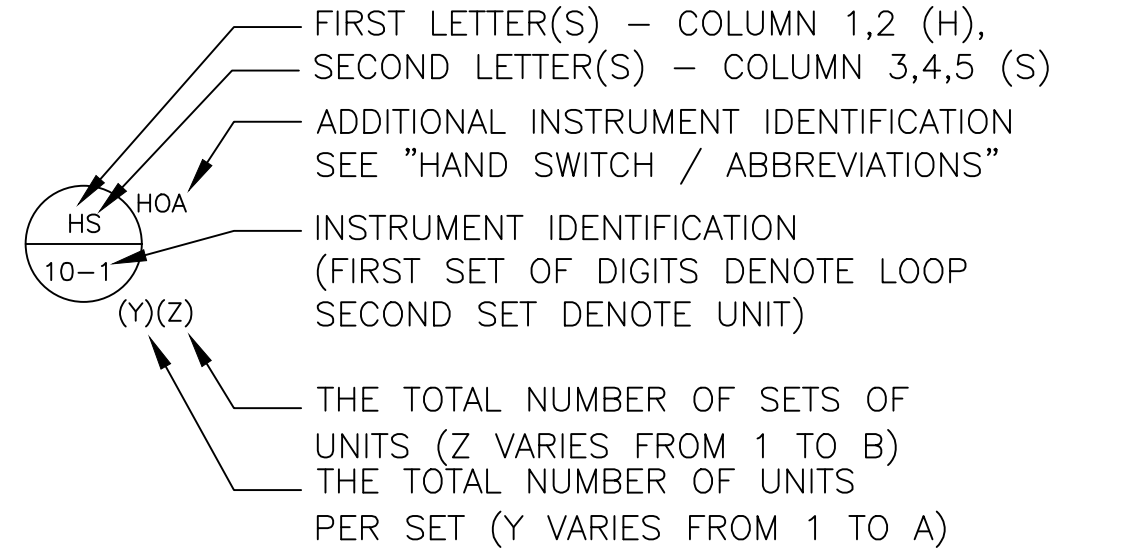 FIRST LETTER(S) – COLUMN 1,2 (H),
SECOND LETTER(S) – COLUMN 3,4,5 (S)
ADDITIONAL INSTRUMENT IDENTIFICATION
SEE "HAND SWITCH / ABBREVIATIONS"
HOA
HS
10–1
INSTRUMENT IDENTIFICATION
(FIRST SET OF DIGITS DENOTE LOOP
SECOND SET DENOTE UNIT)
(Y)(Z)
THE TOTAL NUMBER OF SETS OF
UNITS (Z VARIES FROM 1 TO B)
THE TOTAL NUMBER OF UNITS
PER SET (Y VARIES FROM 1 TO A)